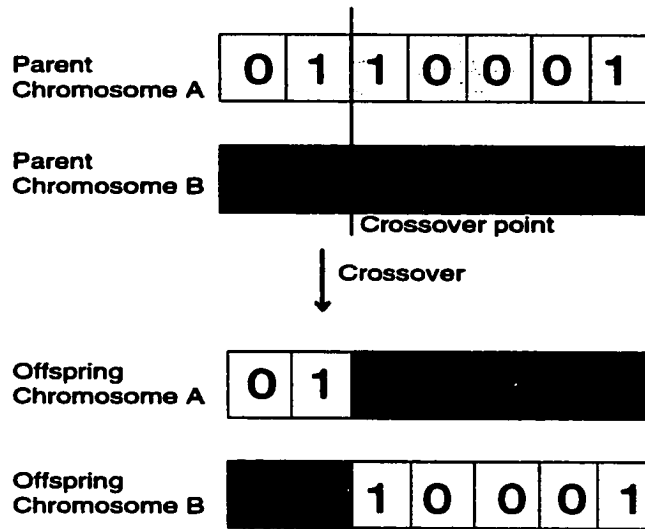 Parent
Chromosome A
0 1 1 0 0 0 1
Parent
Chromosome B
Crossover point
Crossover
Offspring
Chromosome A
0 1
Offspring
Chromosome B
1 0 0 0 1